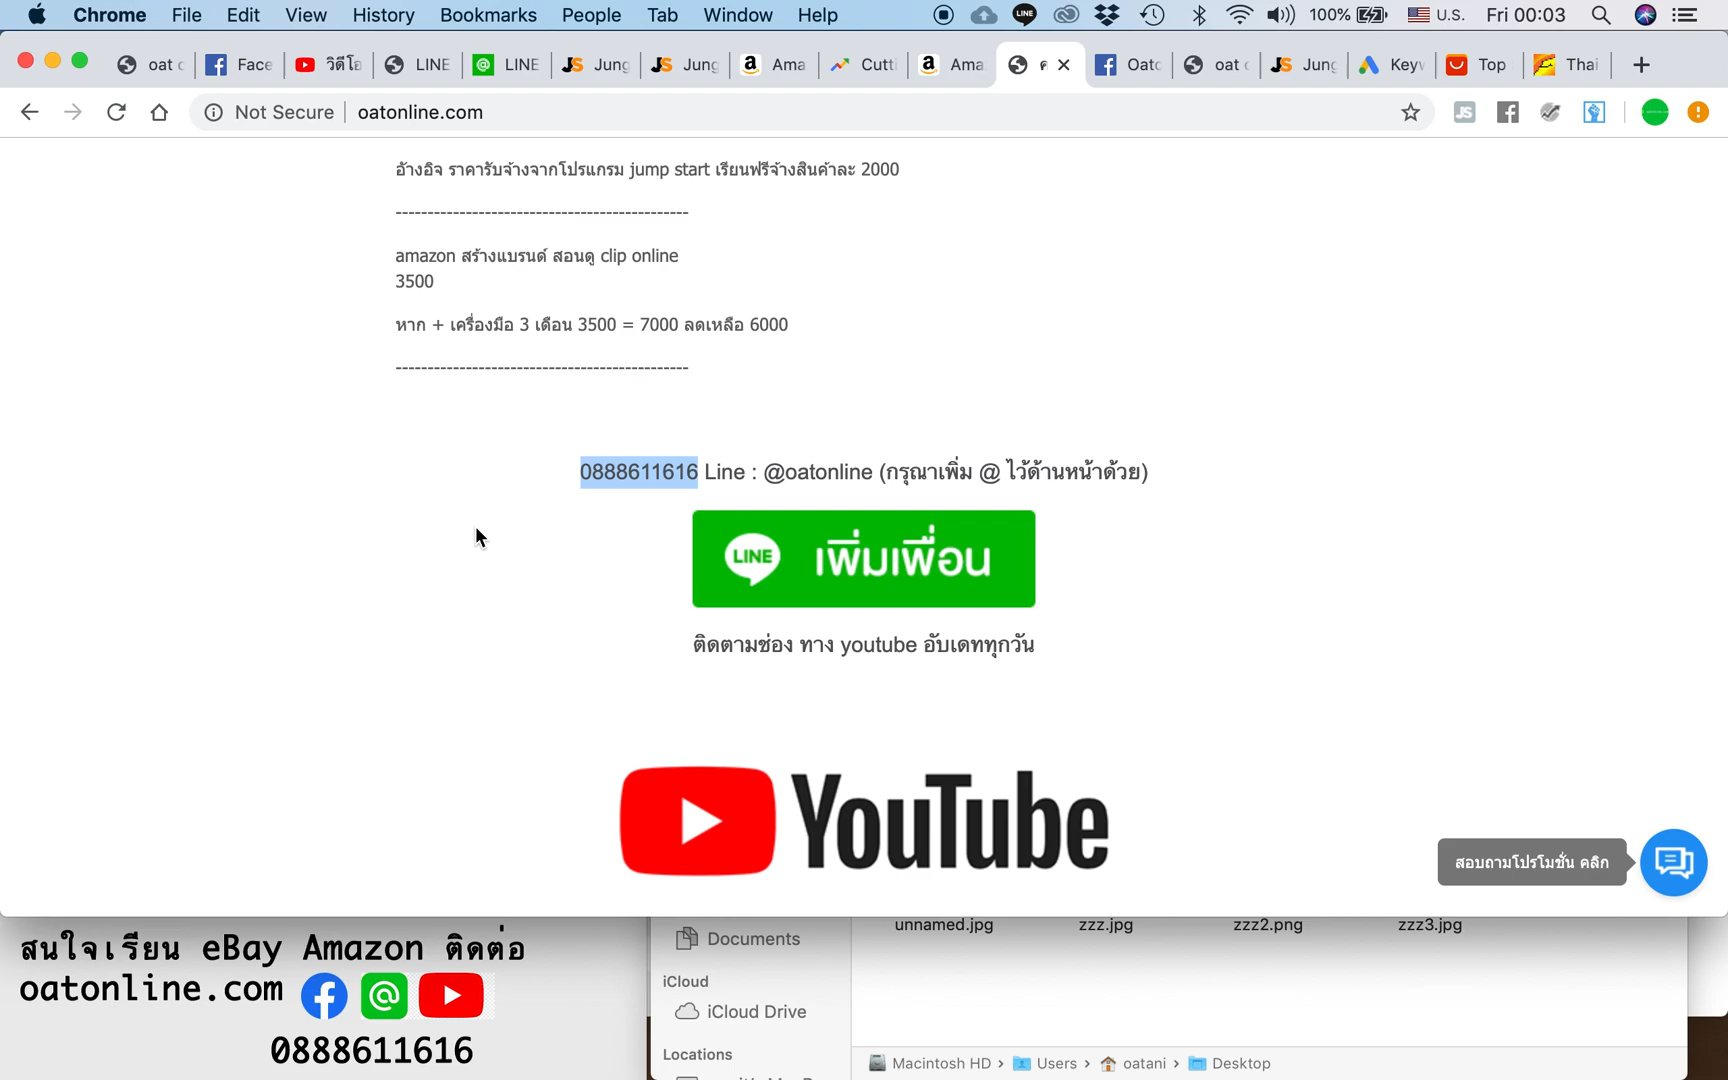 Chrome File Edit View History Bookmarks People Tab Window Help LINE 100% U.S. Fri 00:03
oat Face วิดีโอ LINE LINE Jung Jung Ama Cutti Ama ค Oato oat Jung Keyw Top Thai
Not Secure oatonline.com
อ้างอิจ ราคารับจ้างจากโปรแกรม jump start เรียนฟรีจ้างสินค้าละ 2000
----------------------------------------------
amazon สร้างแบรนด์ สอนดู clip online
3500
หาก + เครื่องมือ 3 เดือน 3500 = 7000 ลดเหลือ 6000
----------------------------------------------
0888611616 Line : @oatonline (กรุณาเพิ่ม @ ไว้ด้านหน้าด้วย)
LINE เพิ่มเพื่อน
ติดตามช่อง ทาง youtube อับเดททุกวัน
YouTube
สอบถามโปรโมชั่น คลิก
unnamed.jpg zzz.jpg zzz2.png zzz3.jpg
Documents
iCloud
iCloud Drive
Locations
Macintosh HD › Users › oatani › Desktop
สนใจเรียน eBay Amazon ติดต่อ
oatonline.com
0888611616